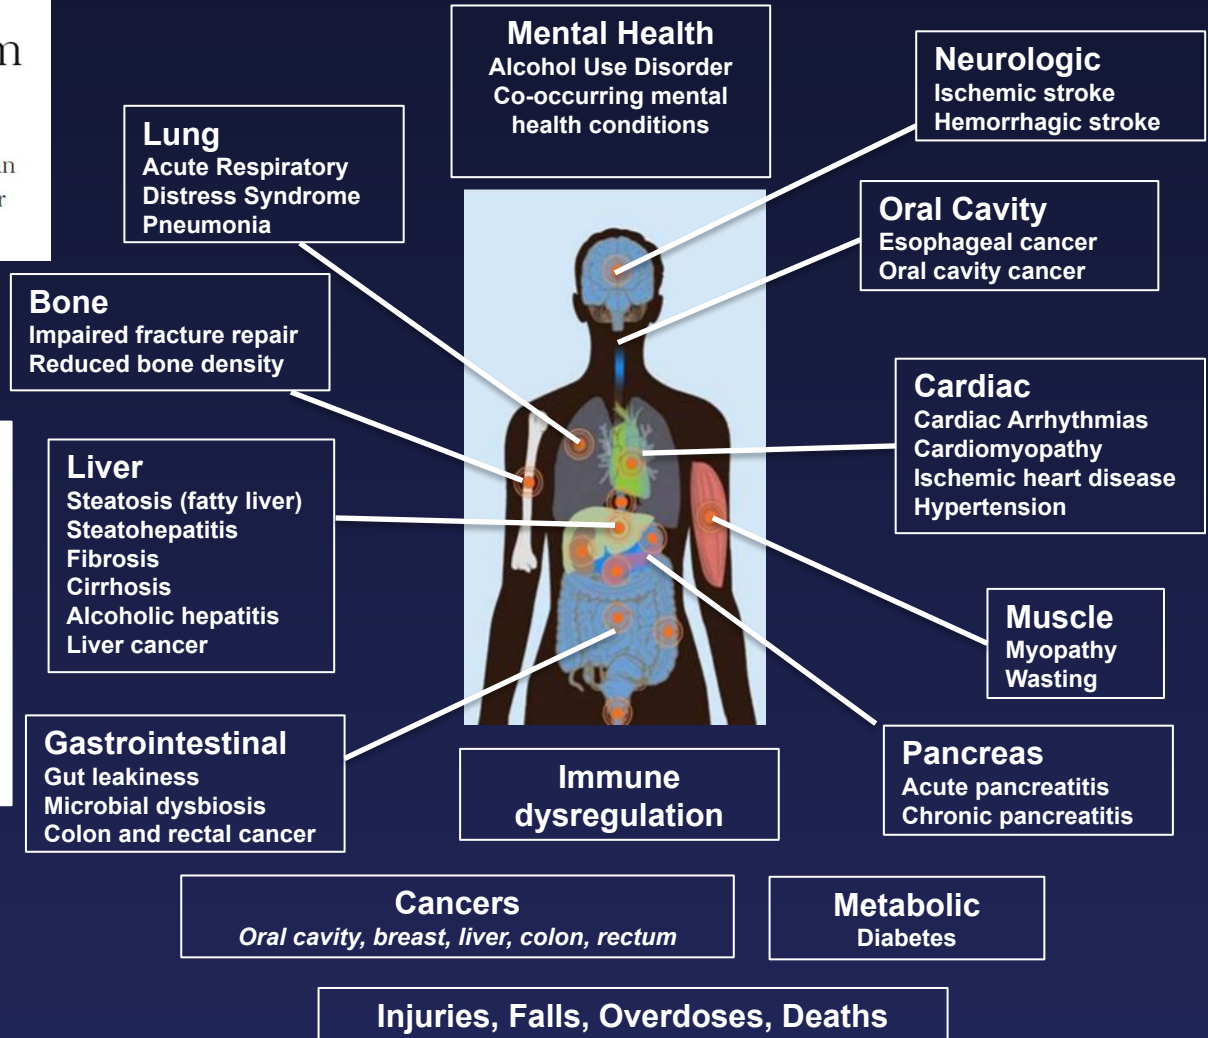 m
an
r
Mental Health
Alcohol Use Disorder
Co-occurring mental
health conditions
Neurologic
Ischemic stroke
Hemorrhagic stroke
Lung
Acute Respiratory
Distress Syndrome
Pneumonia
Oral Cavity
Esophageal cancer
Oral cavity cancer
Bone
Impaired fracture repair
Reduced bone density
Cardiac
Cardiac Arrhythmias
Cardiomyopathy
Ischemic heart disease
Hypertension
Liver
Steatosis (fatty liver)
Steatohepatitis
Fibrosis
Cirrhosis
Alcoholic hepatitis
Liver cancer
Muscle
Myopathy
Wasting
Gastrointestinal
Gut leakiness
Microbial dysbiosis
Colon and rectal cancer
Immune
dysregulation
Pancreas
Acute pancreatitis
Chronic pancreatitis
Cancers
Oral cavity, breast, liver, colon, rectum
Metabolic
Diabetes
Injuries, Falls, Overdoses, Deaths